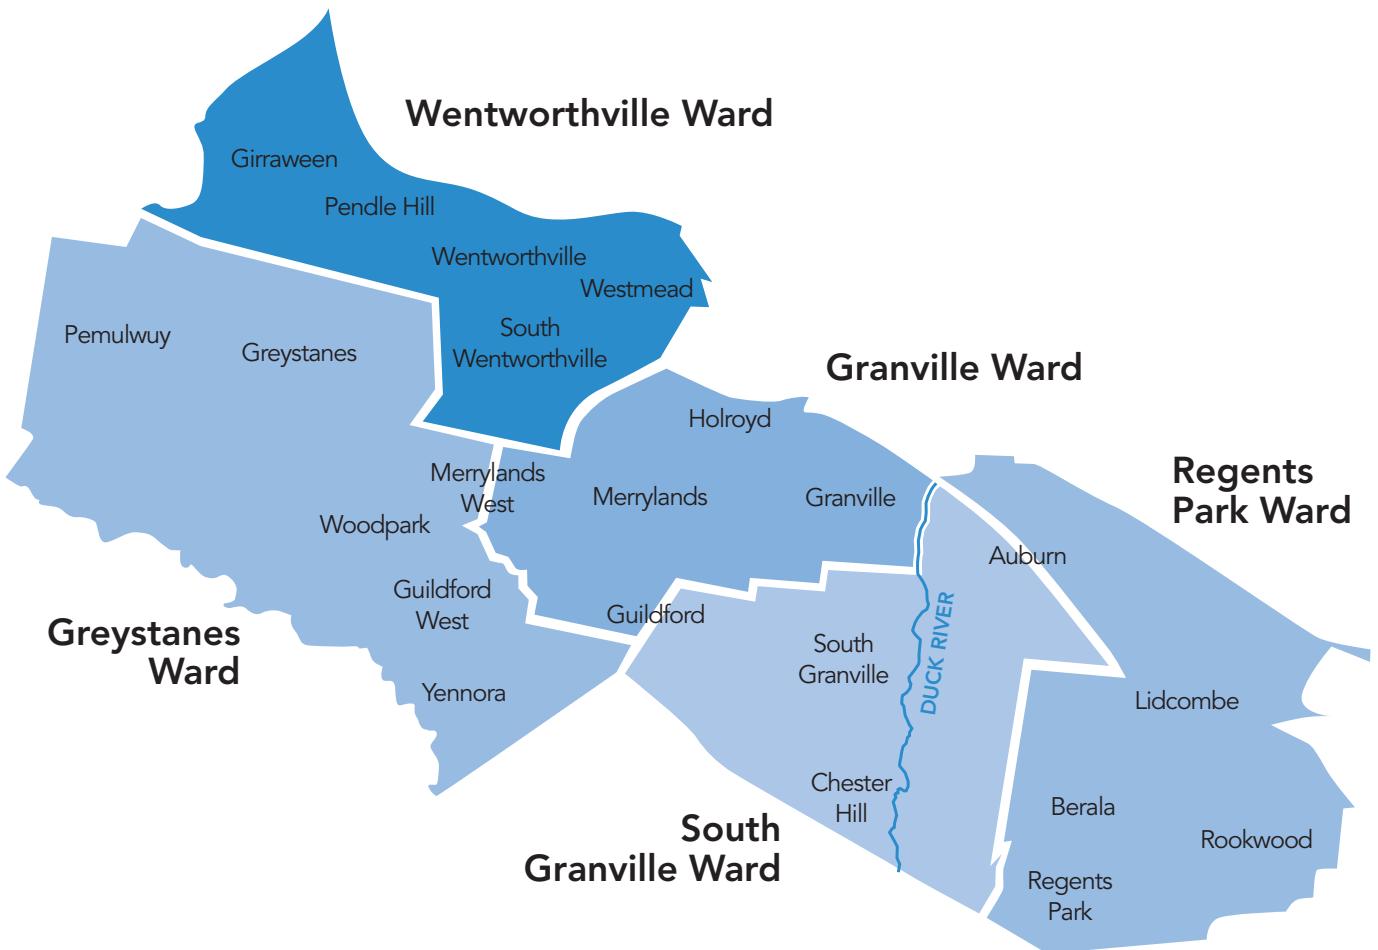 Wentworthville Ward
Girraween
Pendle Hill
Wentworthville
Westmead
South
Wentworthville
Pemulwuy
Greystanes
Granville Ward
Holroyd
Merrylands
West
Merrylands
Granville
Regents
Park Ward
Woodpark
Auburn
Guildford
West
Guildford
Greystanes
Ward
South
Granville
DUCK RIVER
Yennora
Lidcombe
Chester
Hill
Berala
South
Granville Ward
Rookwood
Regents
Park